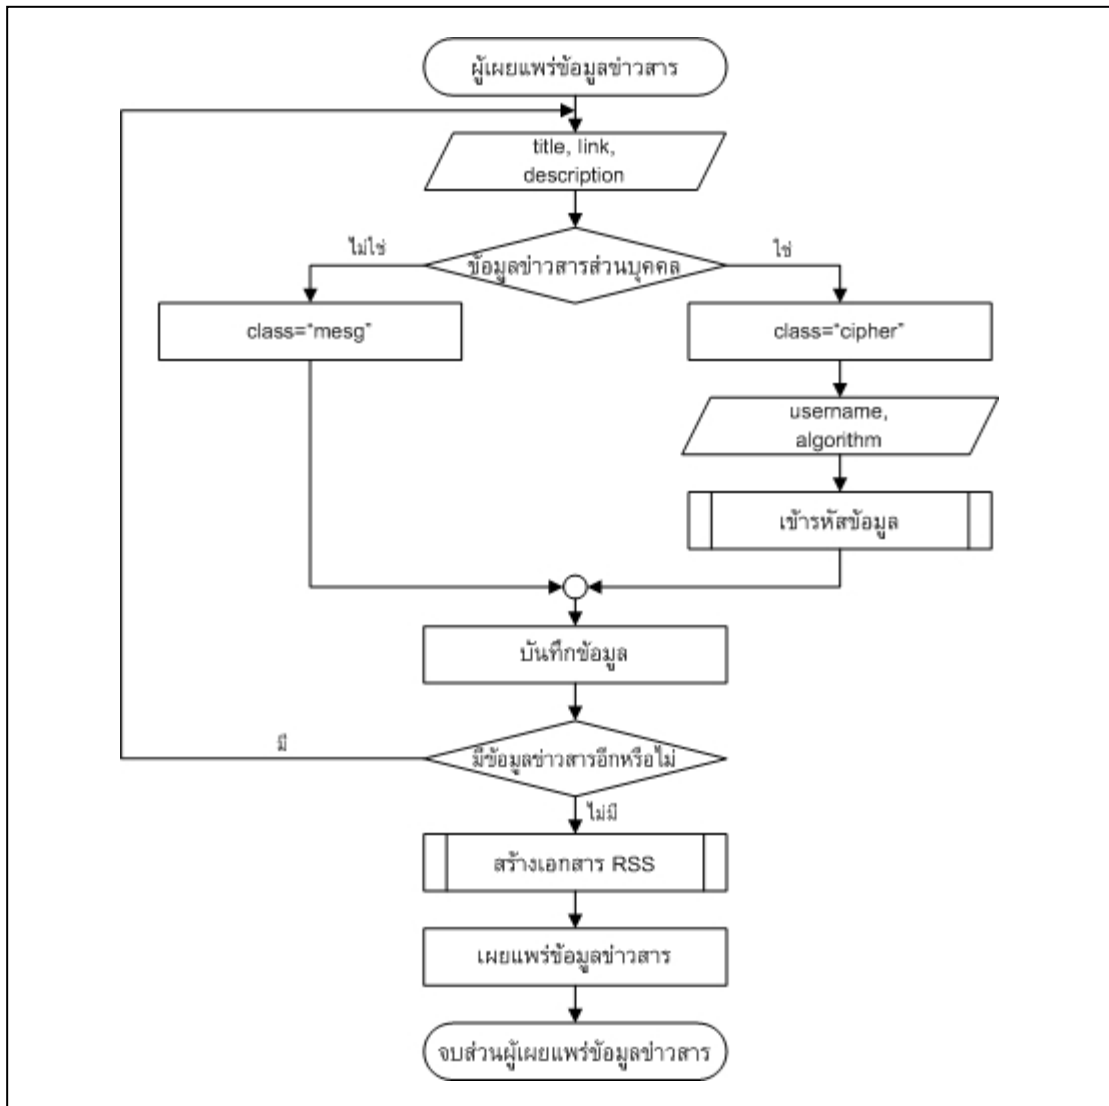 ผู้เผยแพร่ข้อมูลข่าวสาร
title, link,
description
ไม่ใช่
ข้อมูลข่าวสารส่วนบุคคล
ใช่
class=“mesg”
class=“cipher”
username,
algorithm
เข้ารหัสข้อมูล
บันทึกข้อมูล
มี
มีข้อมูลข่าวสารอีกหรือไม่
ไม่มี
สร้างเอกสาร RSS
เผยแพร่ข้อมูลข่าวสาร
จบส่วนผู้เผยแพร่ข้อมูลข่าวสาร